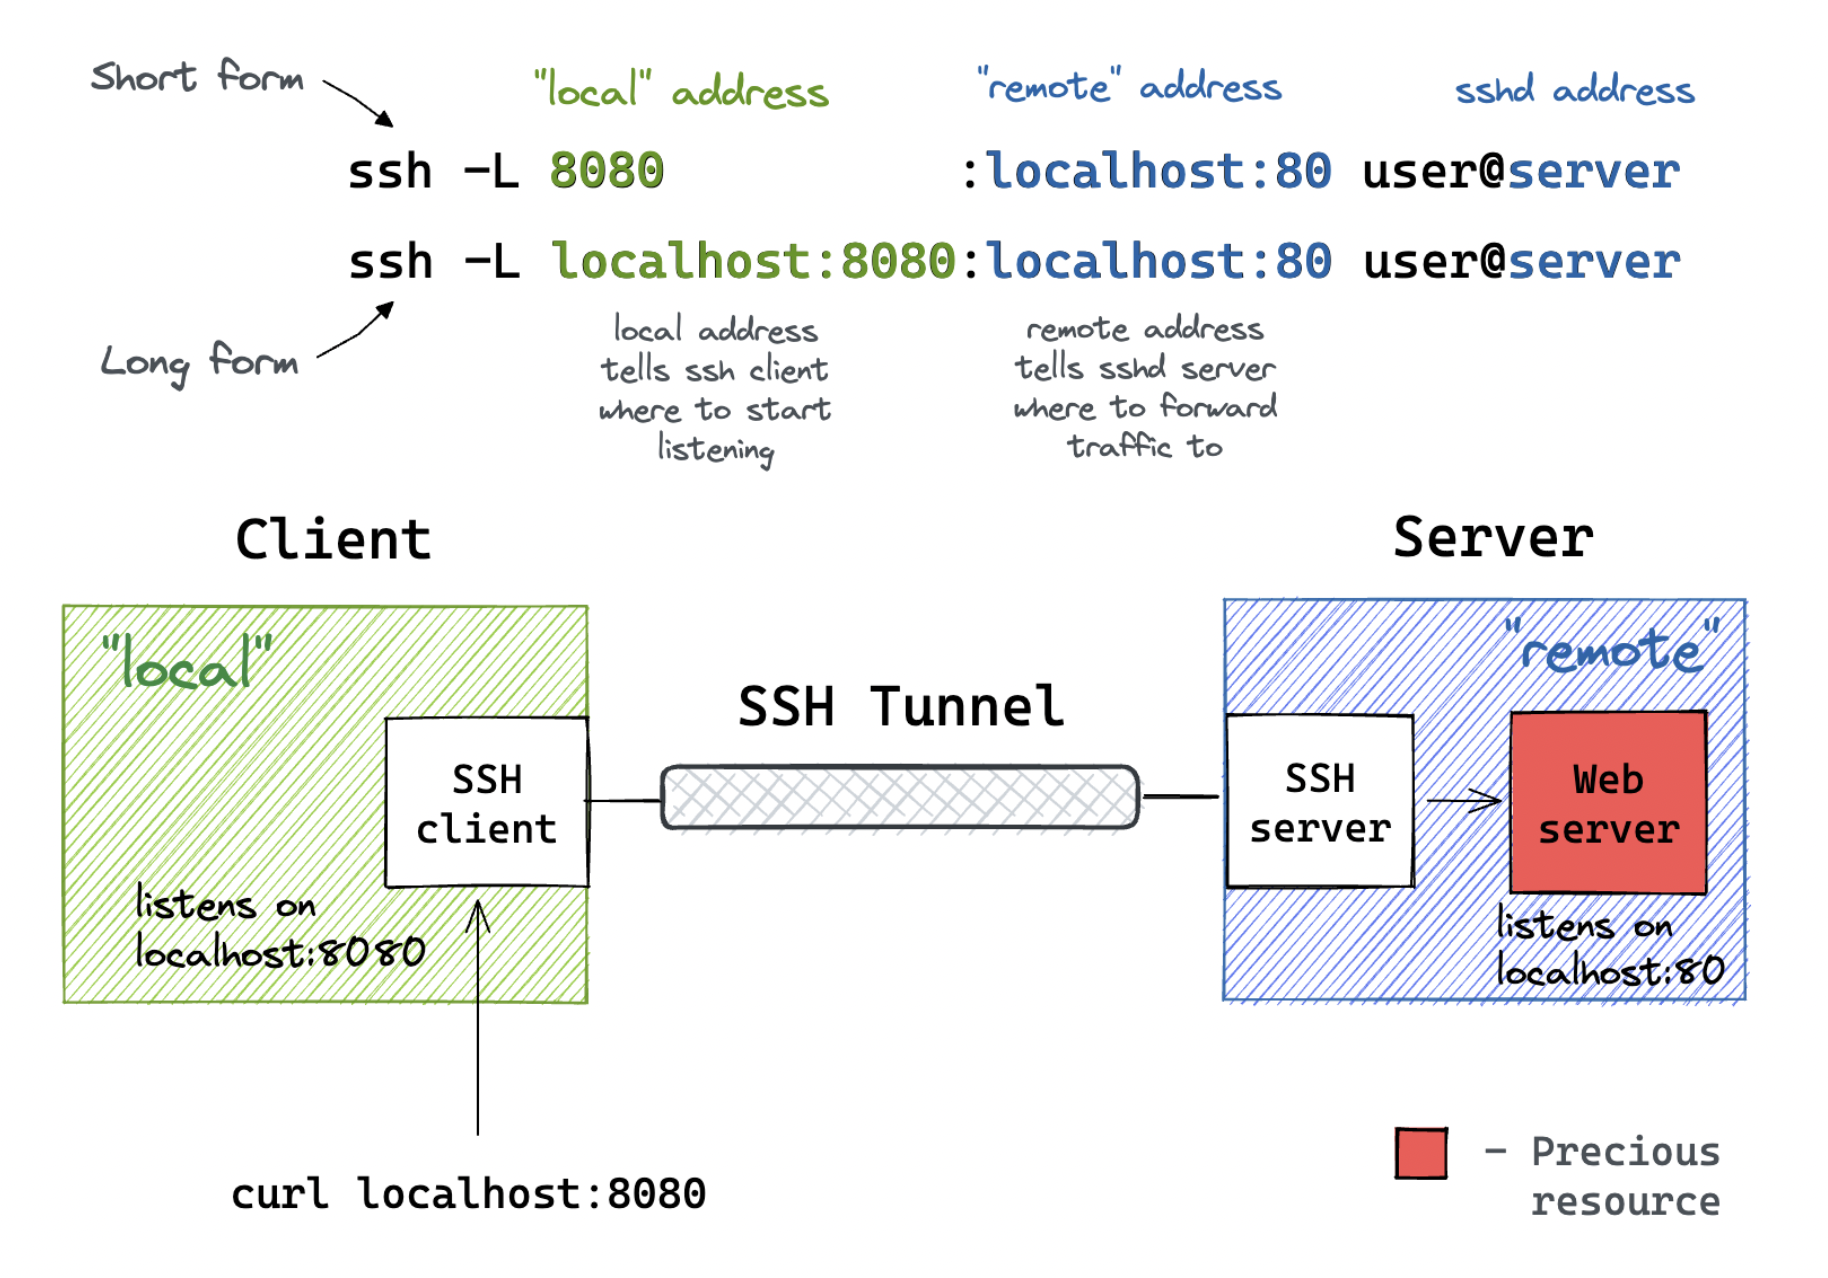 Short form
"local" address
"remote" address
sshd address
ssh -L 8080 :localhost:80 user@server
ssh -L localhost:8080:localhost:80 user@server
Long form
local address
tells ssh client
where to start
listening
remote address
tells sshd server
where to forward
traffic to
Client
Server
"local"
"remote"
SSH Tunnel
SSH
client
SSH
server
Web
server
listens on
localhost:8080
listens on
localhost:80
curl localhost:8080
- Precious
resource